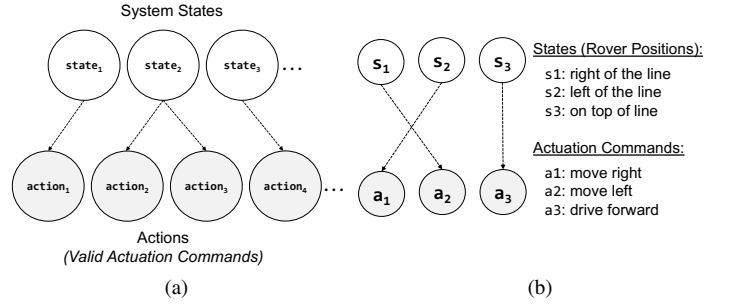 System States
state₁ state₂ state₃ ...
action₁ action₂ action₃ action₄ ...
Actions
(Valid Actuation Commands)
(a)
s₁ s₂ s₃
a₁ a₂ a₃
States (Rover Positions):
s1: right of the line
s2: left of the line
s3: on top of line
Actuation Commands:
a1: move right
a2: move left
a3: drive forward
(b)